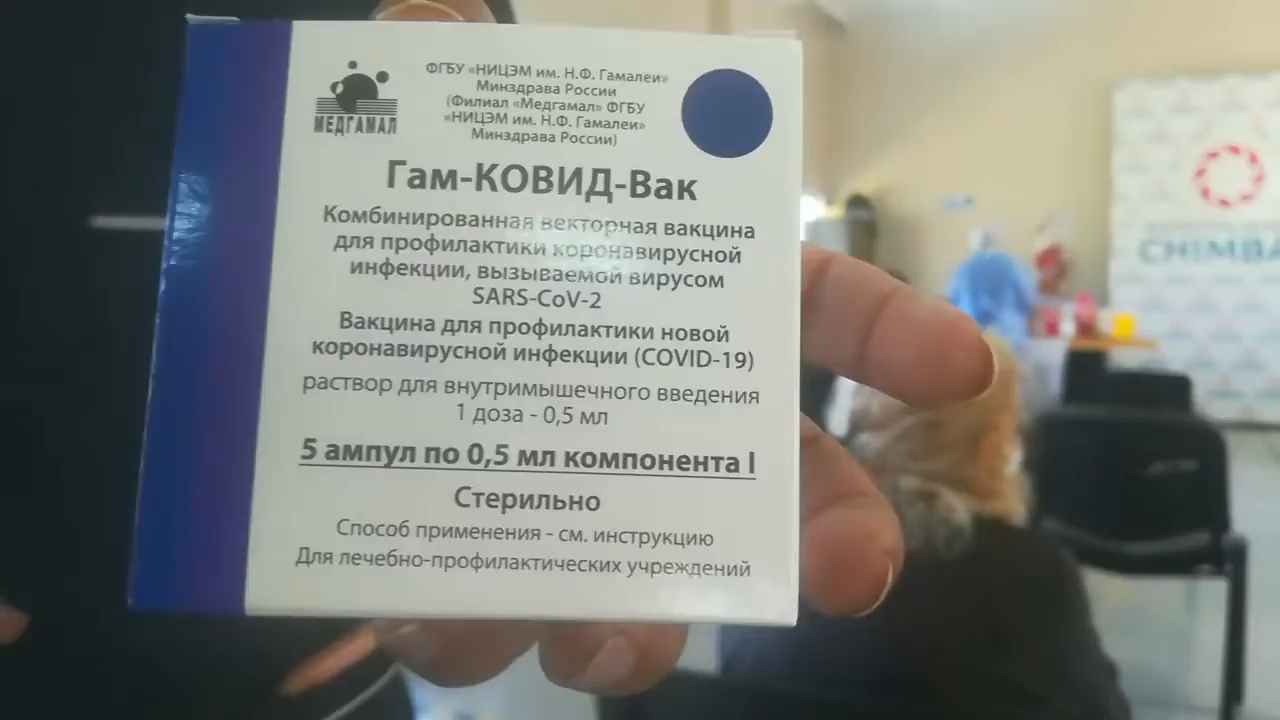 МЕДГАМАЛ
ФГБУ «НИЦЭМ им. Н.Ф. Гамалеи»
Минздрава России
(Филиал «Медгамал» ФГБУ
«НИЦЭМ им. Н.Ф. Гамалеи»
Минздрава России)
Гам-КОВИД-Вак
Комбинированная векторная вакцина
для профилактики коронавирусной
инфекции, вызываемой вирусом
SARS-CoV-2
Вакцина для профилактики новой
коронавирусной инфекции (COVID-19)
раствор для внутримышечного введения
1 доза - 0,5 мл
5 ампул по 0,5 мл компонента I
Стерильно
Способ применения - см. инструкцию
Для лечебно-профилактических учреждений
CHIMBA